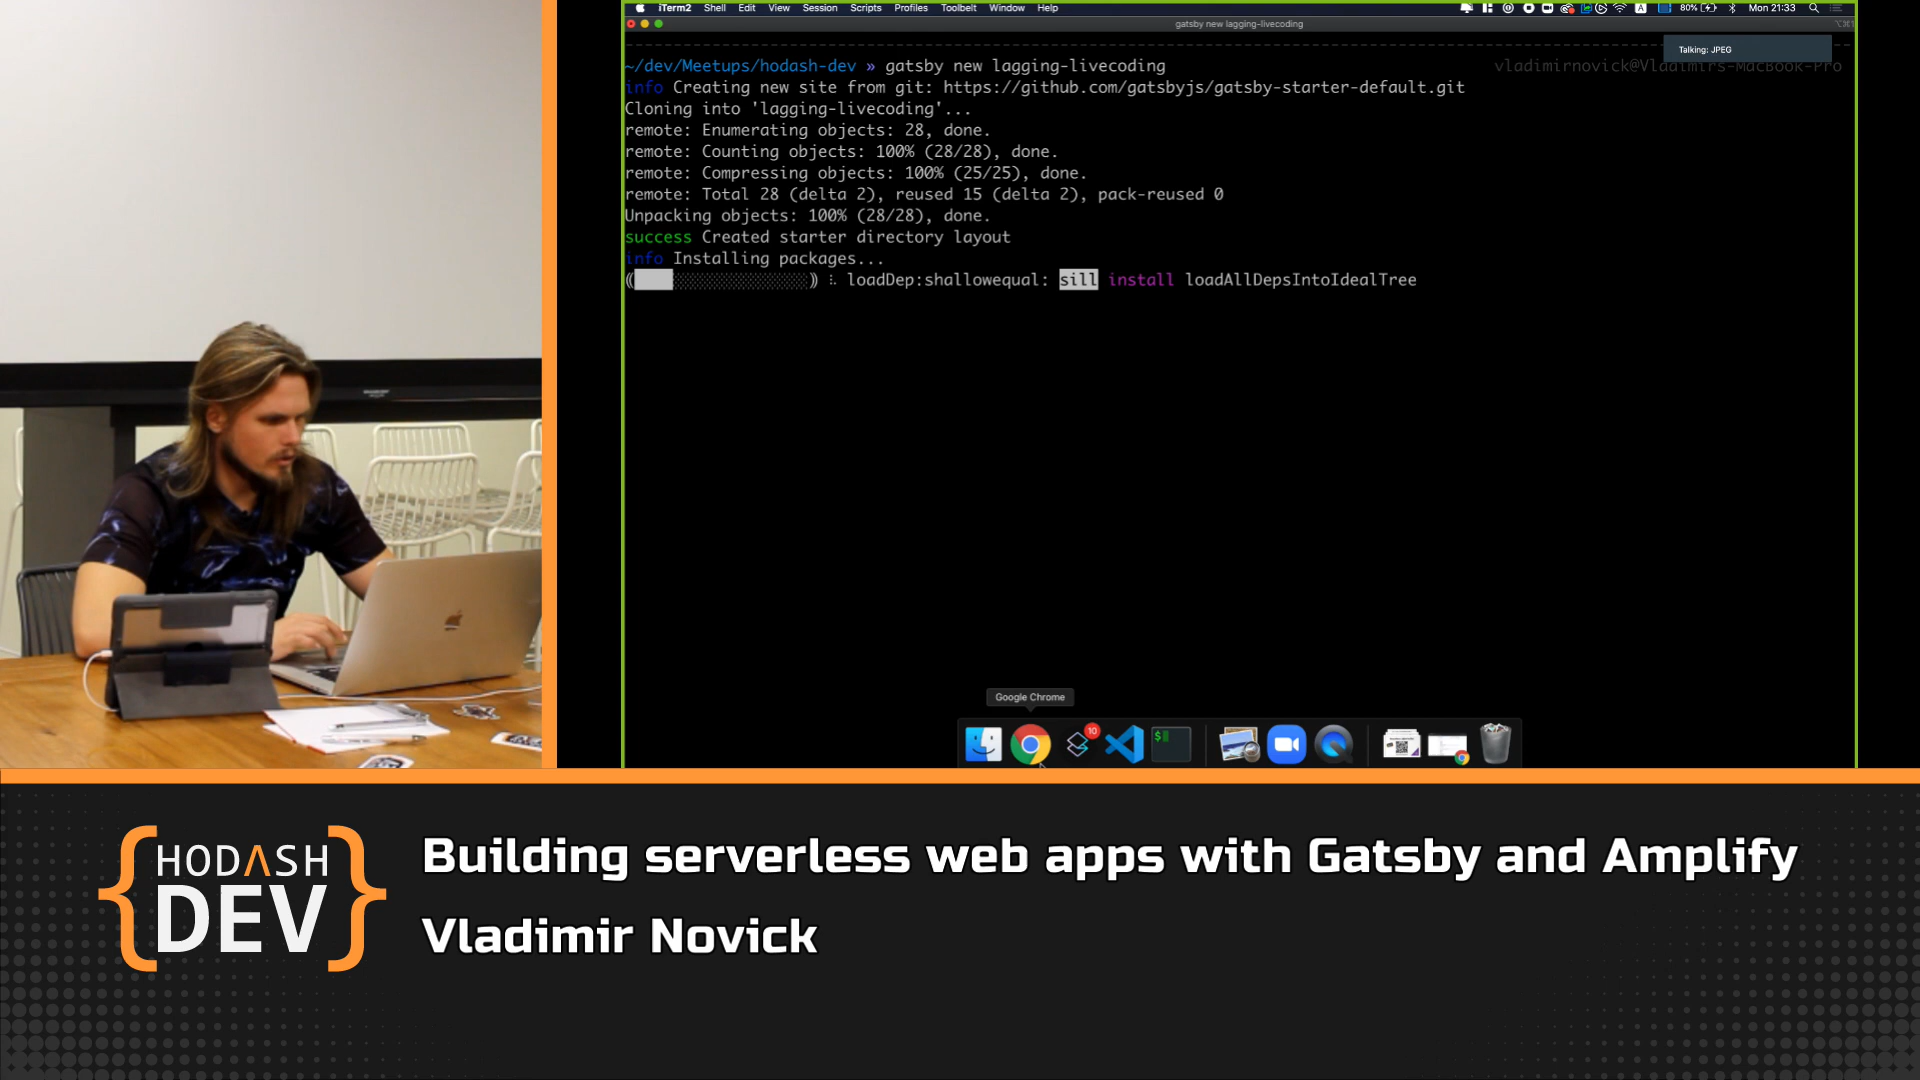 iTerm2 Shell Edit View Session Scripts Profiles Toolbelt Window Help 80% Mon 21:33
gatsby new lagging-livecoding
Talking: JPEG
~/dev/Meetups/hodash-dev » gatsby new lagging-livecoding vladimirnovick@Vladimirs-MacBook-Pro
info Creating new site from git: https://github.com/gatsbyjs/gatsby-starter-default.git
Cloning into 'lagging-livecoding'...
remote: Enumerating objects: 28, done.
remote: Counting objects: 100% (28/28), done.
remote: Compressing objects: 100% (25/25), done.
remote: Total 28 (delta 2), reused 15 (delta 2), pack-reused 0
Unpacking objects: 100% (28/28), done.
success Created starter directory layout
info Installing packages...
loadDep:shallowequal: sill install loadAllDepsIntoIdealTree
Google Chrome
10
$
{HODASH
DEV}
Building serverless web apps with Gatsby and Amplify
Vladimir Novick